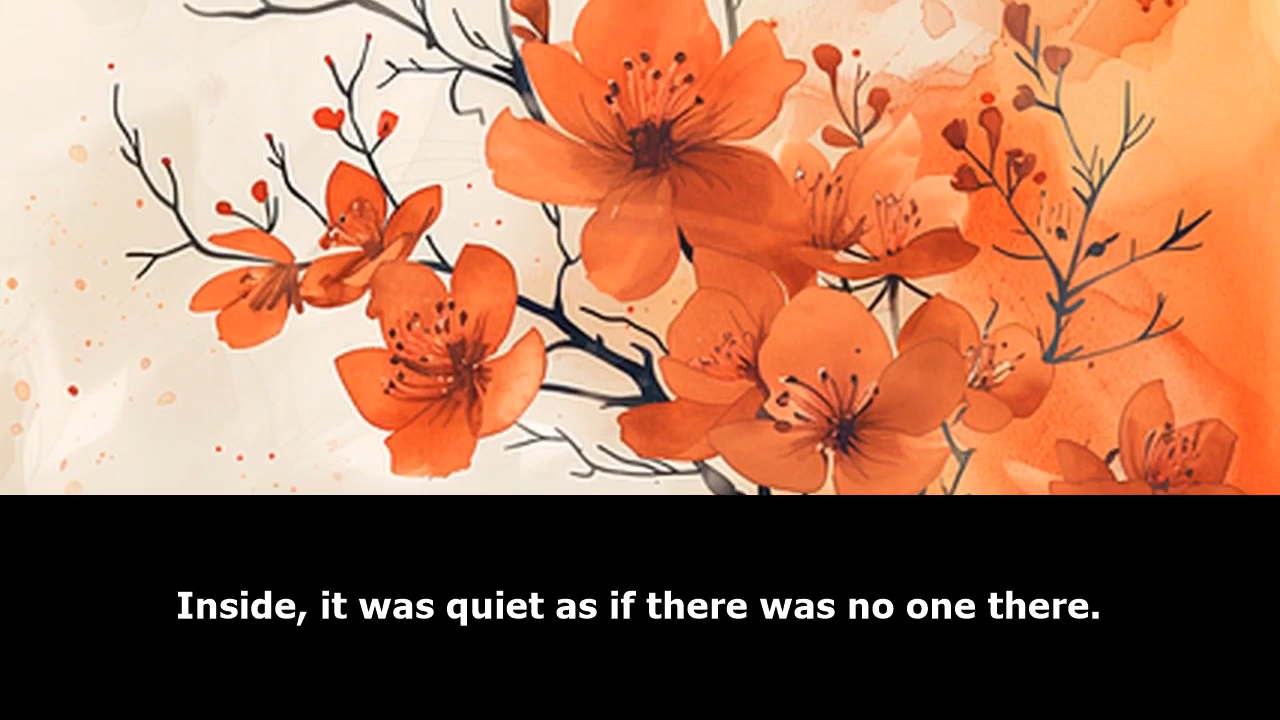 Inside, it was quiet as if there was no one there.